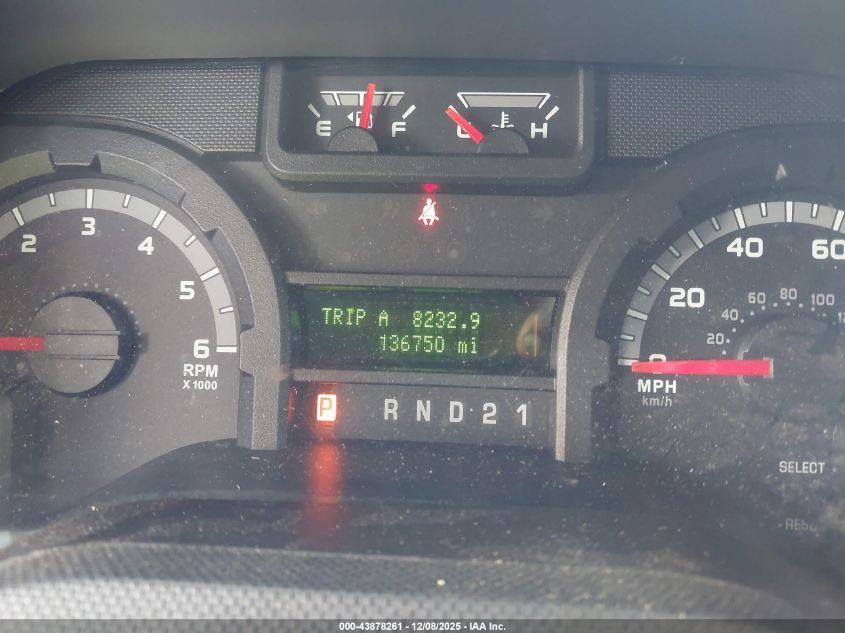 E F
C H
2 3 4 5 6
RPM
X 1000
TRIP A 8232.9
136750 mi
P R N D 2 1
0 20 40 60
20 40 60 80 100
MPH
km/h
SELECT
000-43878261 - 12/08/2025 - IAA Inc.